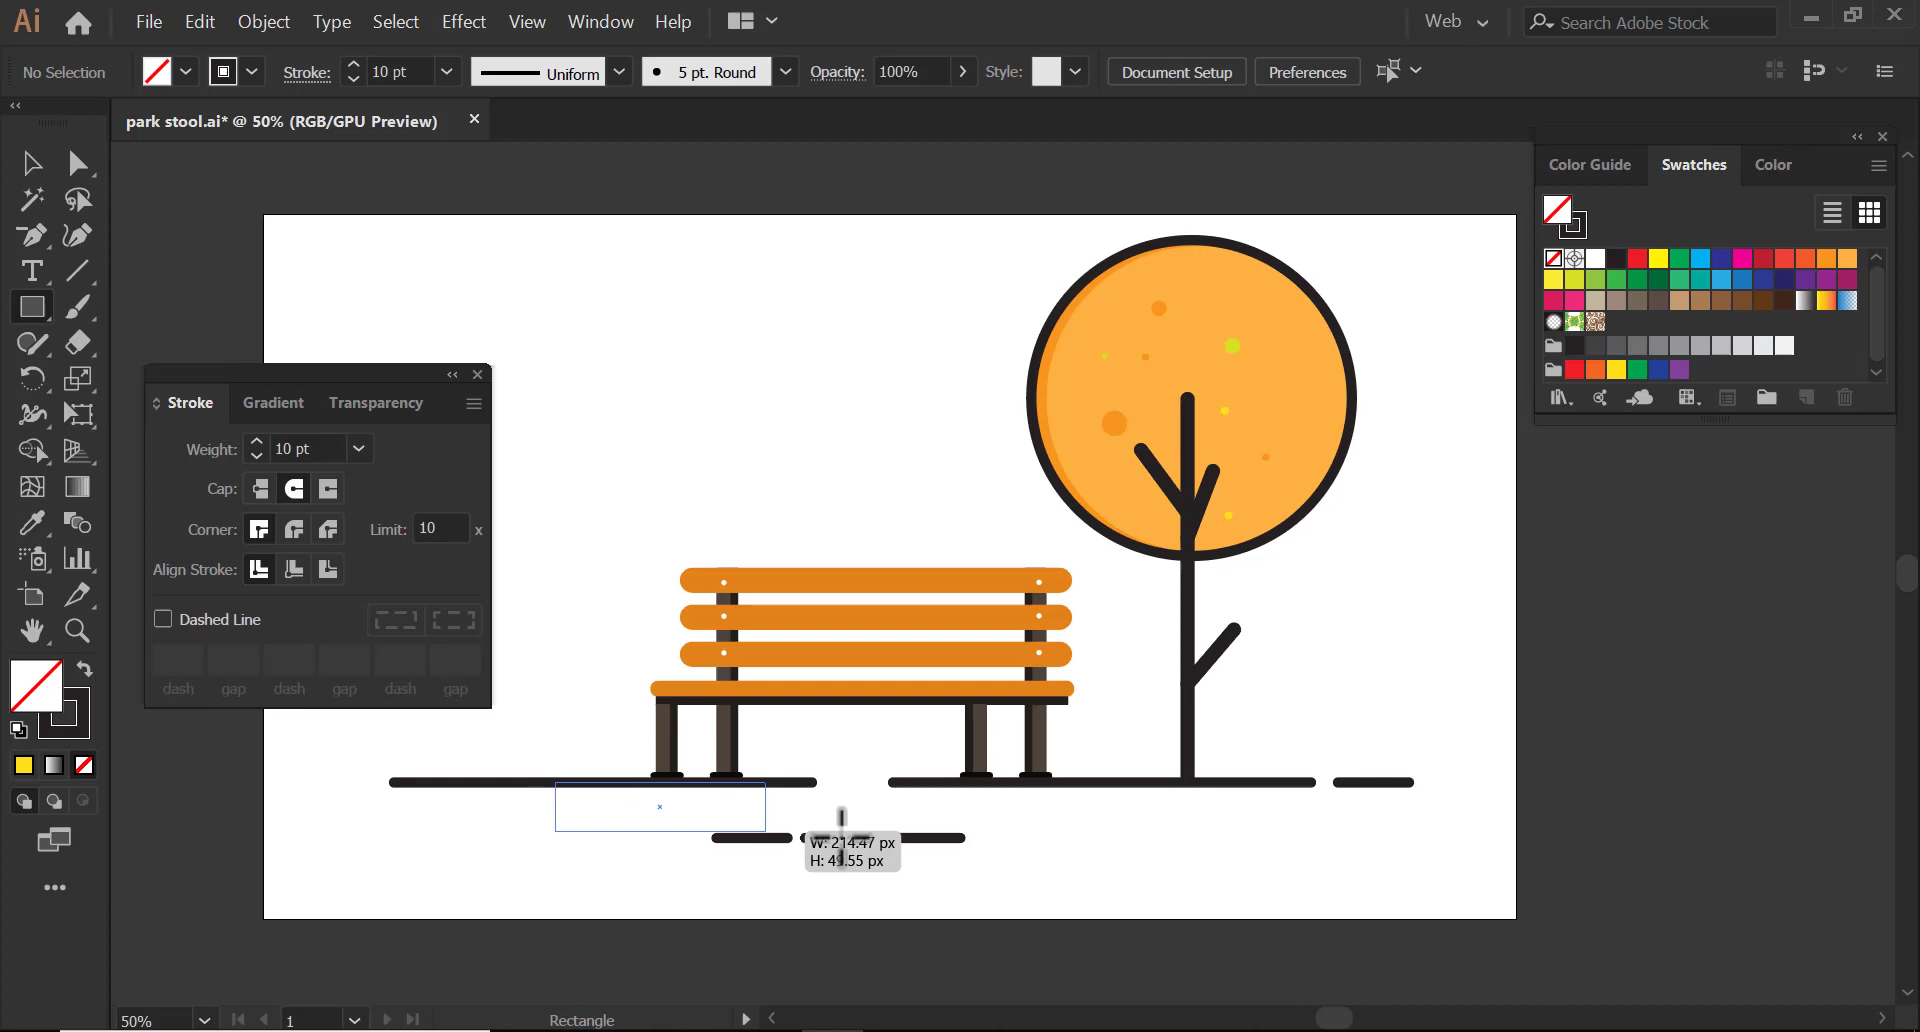 Ai File Edit Object Type Select Effect View Window Help Web Search Adobe Stock
No Selection Stroke: 10 pt Uniform 5 pt. Round Opacity: 100% Style: Document Setup Preferences
park stool.ai* @ 50% (RGB/GPU Preview)
Color Guide Swatches Color
Stroke Gradient Transparency
Weight: 10 pt
Cap:
Corner: Limit: 10 x
Align Stroke:
Dashed Line
dash gap dash gap dash gap
W: 214.47 px
H: 49.55 px
50% 1 Rectangle